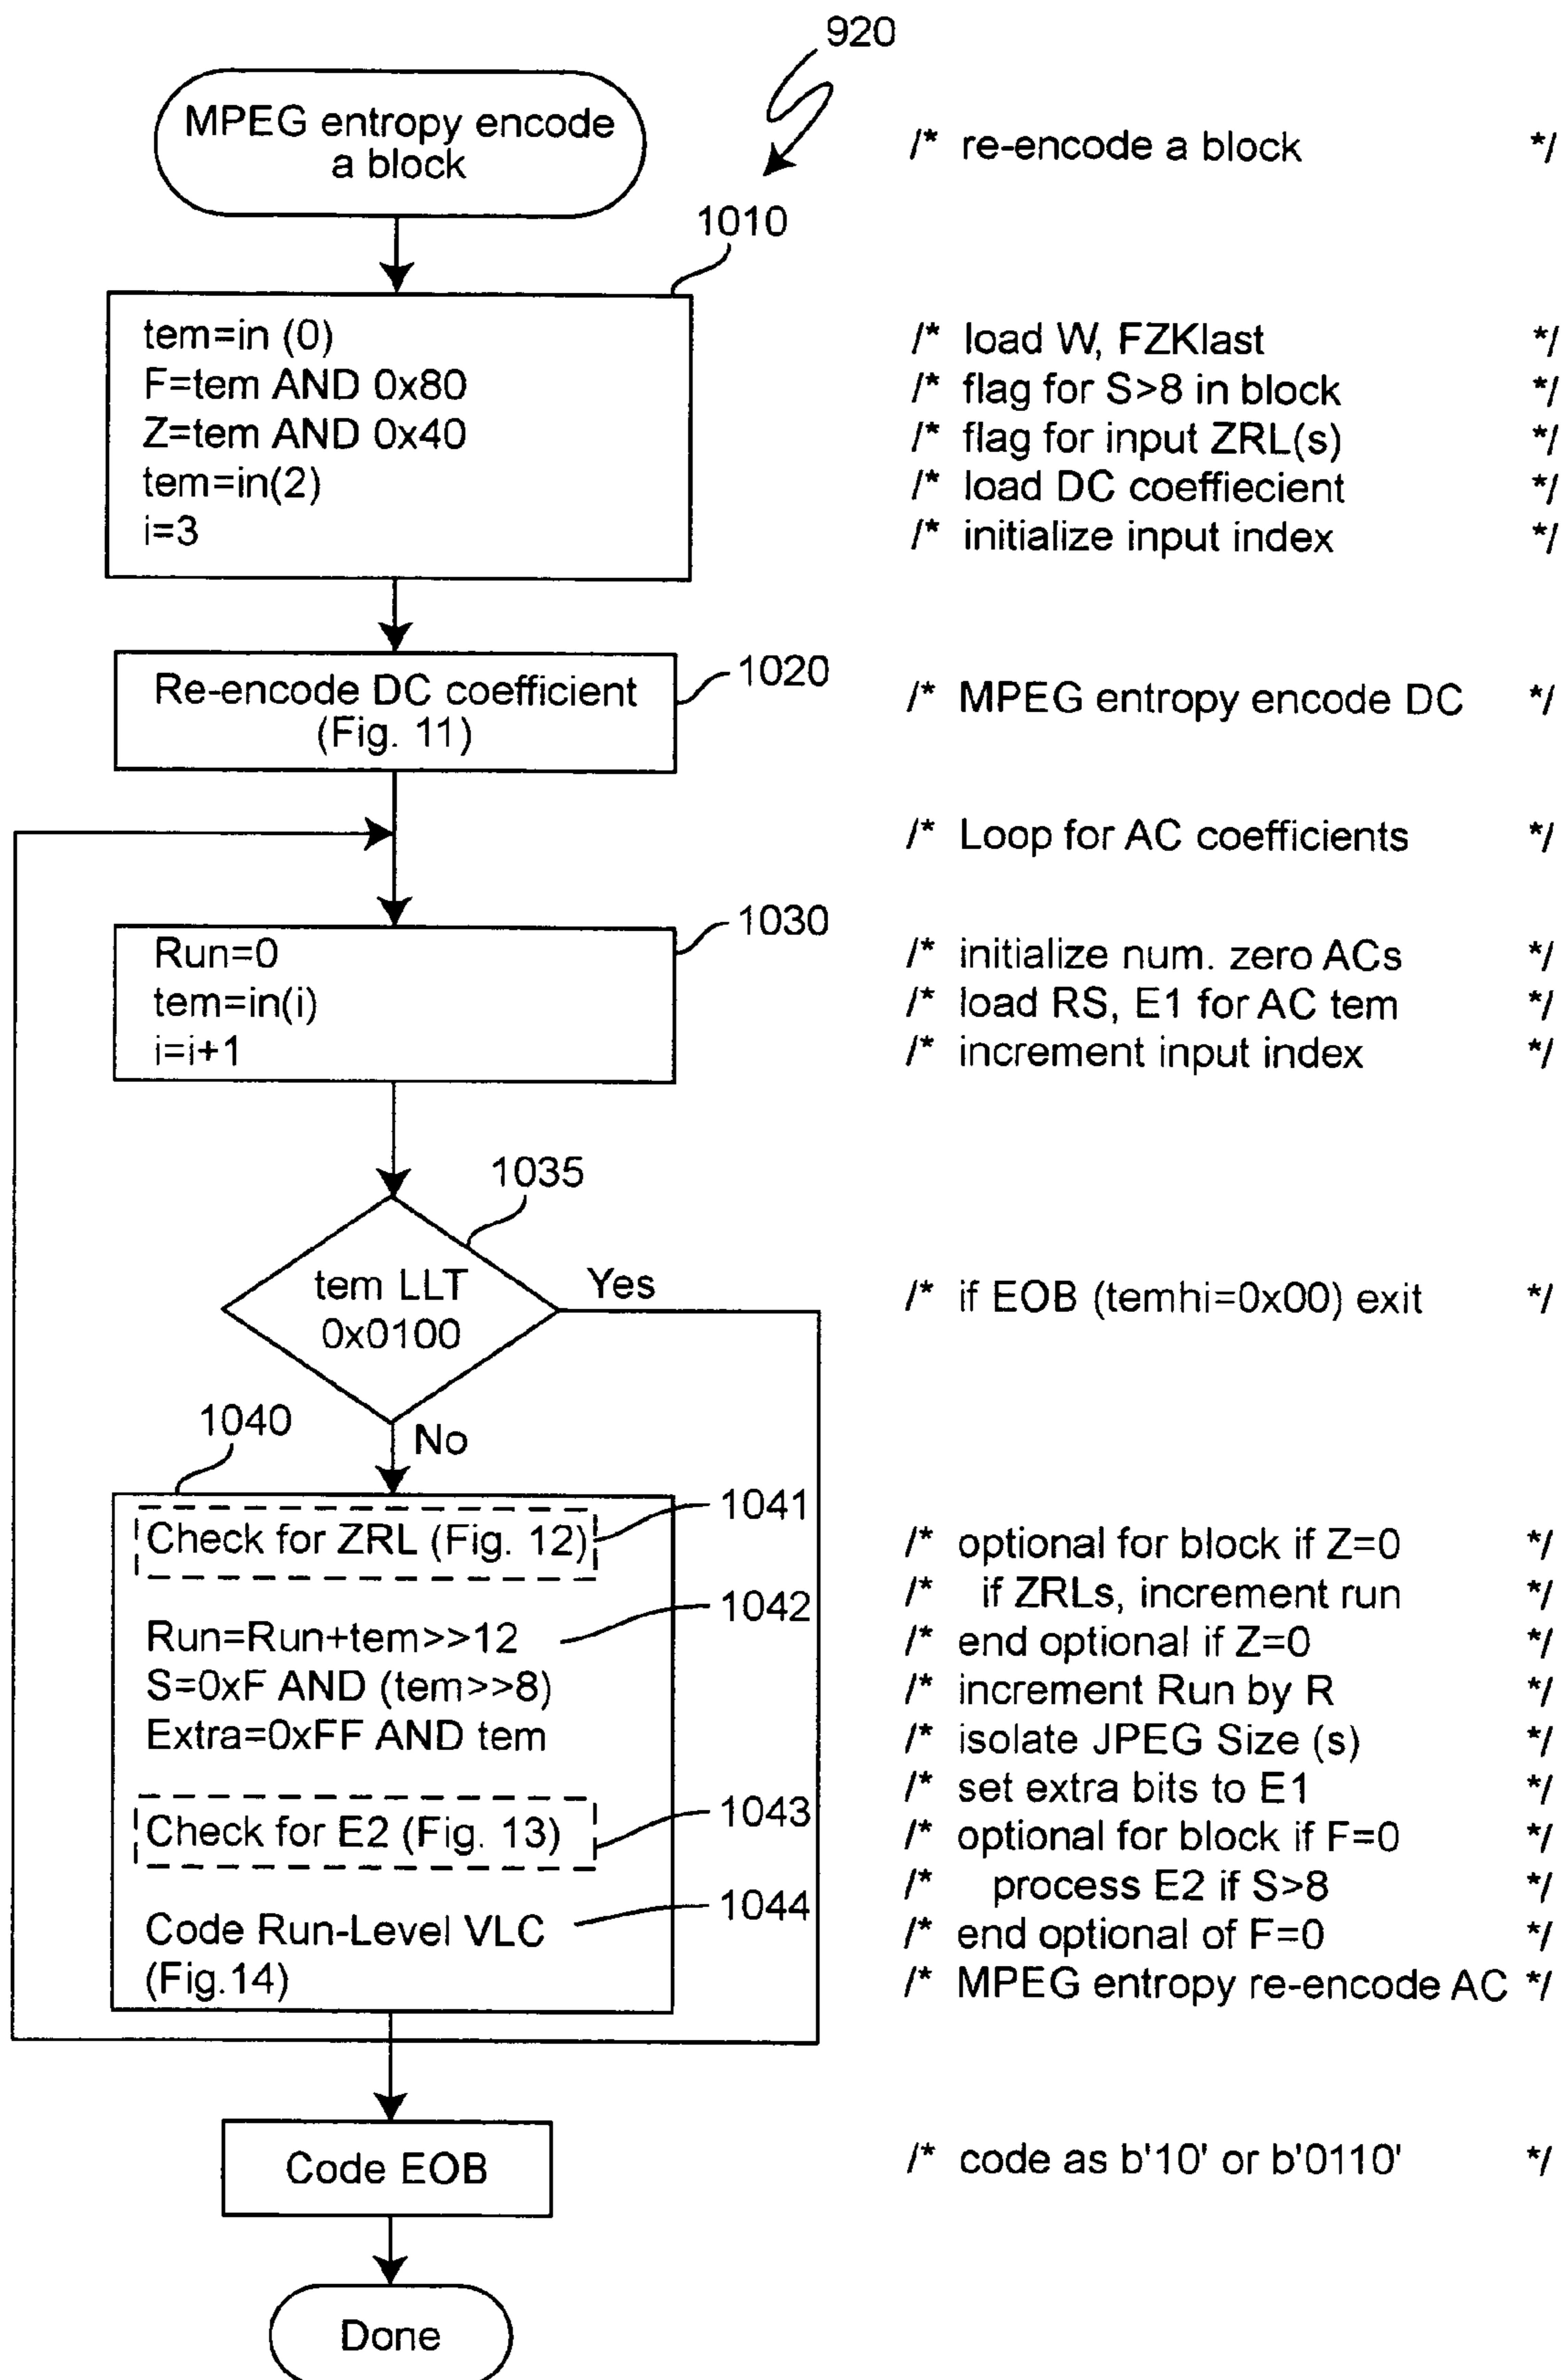 920
MPEG entropy encode
a block
/* re-encode a block */
1010
tem=in (0)
/* load W, FZKlast */
F=tem AND 0x80
/* flag for S>8 in block */
Z=tem AND 0x40
/* flag for input ZRL(s) */
tem=in(2)
/* load DC coeffiecient */
i=3
/* initialize input index */
1020
Re-encode DC coefficient
(Fig. 11)
/* MPEG entropy encode DC */
/* Loop for AC coefficients */
1030
Run=0
/* initialize num. zero ACs */
tem=in(i)
/* load RS, E1 for AC tem */
i=i+1
/* increment input index */
1035
tem LLT
0x0100
Yes
/* if EOB (temhi=0x00) exit */
No
1040
1041
Check for ZRL (Fig. 12)
/* optional for block if Z=0 */
/* if ZRLs, increment run */
1042
Run=Run+tem>>12
/* end optional if Z=0 */
S=0xF AND (tem>>8)
/* increment Run by R */
Extra=0xFF AND tem
/* isolate JPEG Size (s) */
/* set extra bits to E1 */
1043
Check for E2 (Fig. 13)
/* optional for block if F=0 */
/* process E2 if S>8 */
1044
Code Run-Level VLC
/* end optional of F=0 */
(Fig.14)
/* MPEG entropy re-encode AC */
Code EOB
/* code as b'10' or b'0110' */
Done